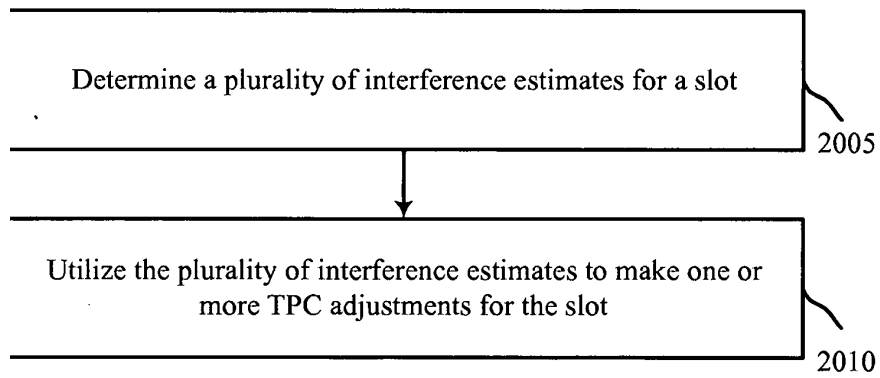 Determine a plurality of interference estimates for a slot
2005
Utilize the plurality of interference estimates to make one or
more TPC adjustments for the slot
2010